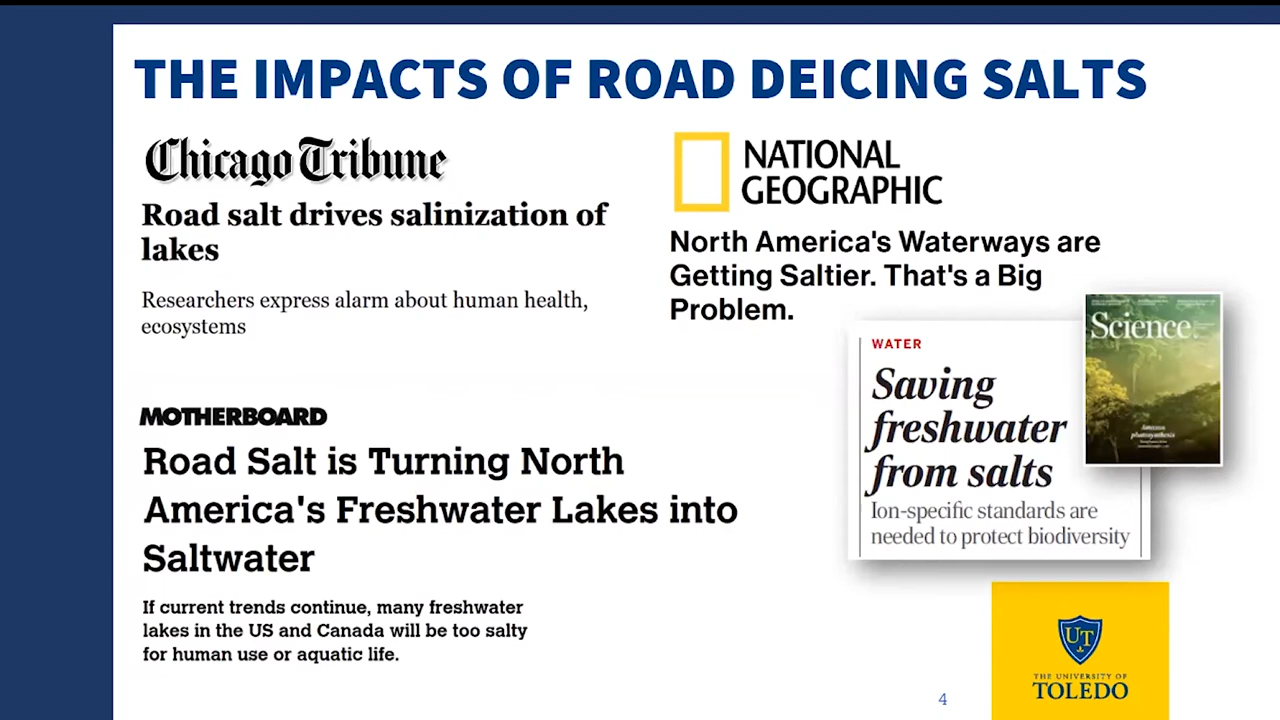 THE IMPACTS OF ROAD DEICING SALTS
Chicago Tribune
Road salt drives salinization of
lakes
Researchers express alarm about human health,
ecosystems
NATIONAL
GEOGRAPHIC
North America's Waterways are
Getting Saltier. That's a Big
Problem.
WATER
Saving
freshwater
from salts
Ion-specific standards are
needed to protect biodiversity
Science
Amazon
photosynthesis
MOTHERBOARD
Road Salt is Turning North
America's Freshwater Lakes into
Saltwater
If current trends continue, many freshwater
lakes in the US and Canada will be too salty
for human use or aquatic life.
4
UT
THE UNIVERSITY OF
TOLEDO